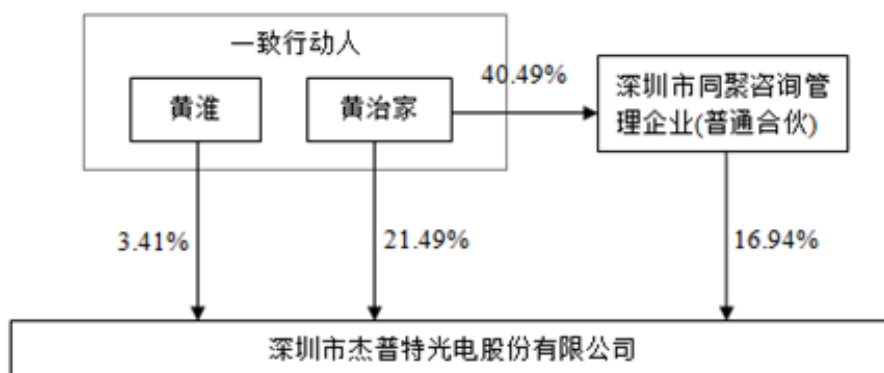 一致行动人
黄淮
黄治家
40.49%
深圳市同聚咨询管
理企业(普通合伙)
3.41%
21.49%
16.94%
深圳市杰普特光电股份有限公司